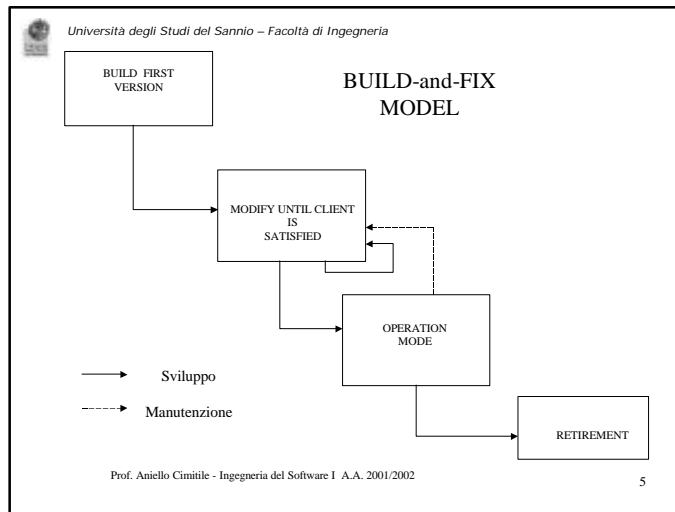 Università degli Studi del Sannio – Facoltà di Ingegneria
BUILD FIRST
VERSION
BUILD-and-FIX
MODEL
MODIFY UNTIL CLIENT
IS
SATISFIED
OPERATION
MODE
Sviluppo
Manutenzione
RETIREMENT
Prof. Aniello Cimitile - Ingegneria del Software I A.A. 2001/2002
5